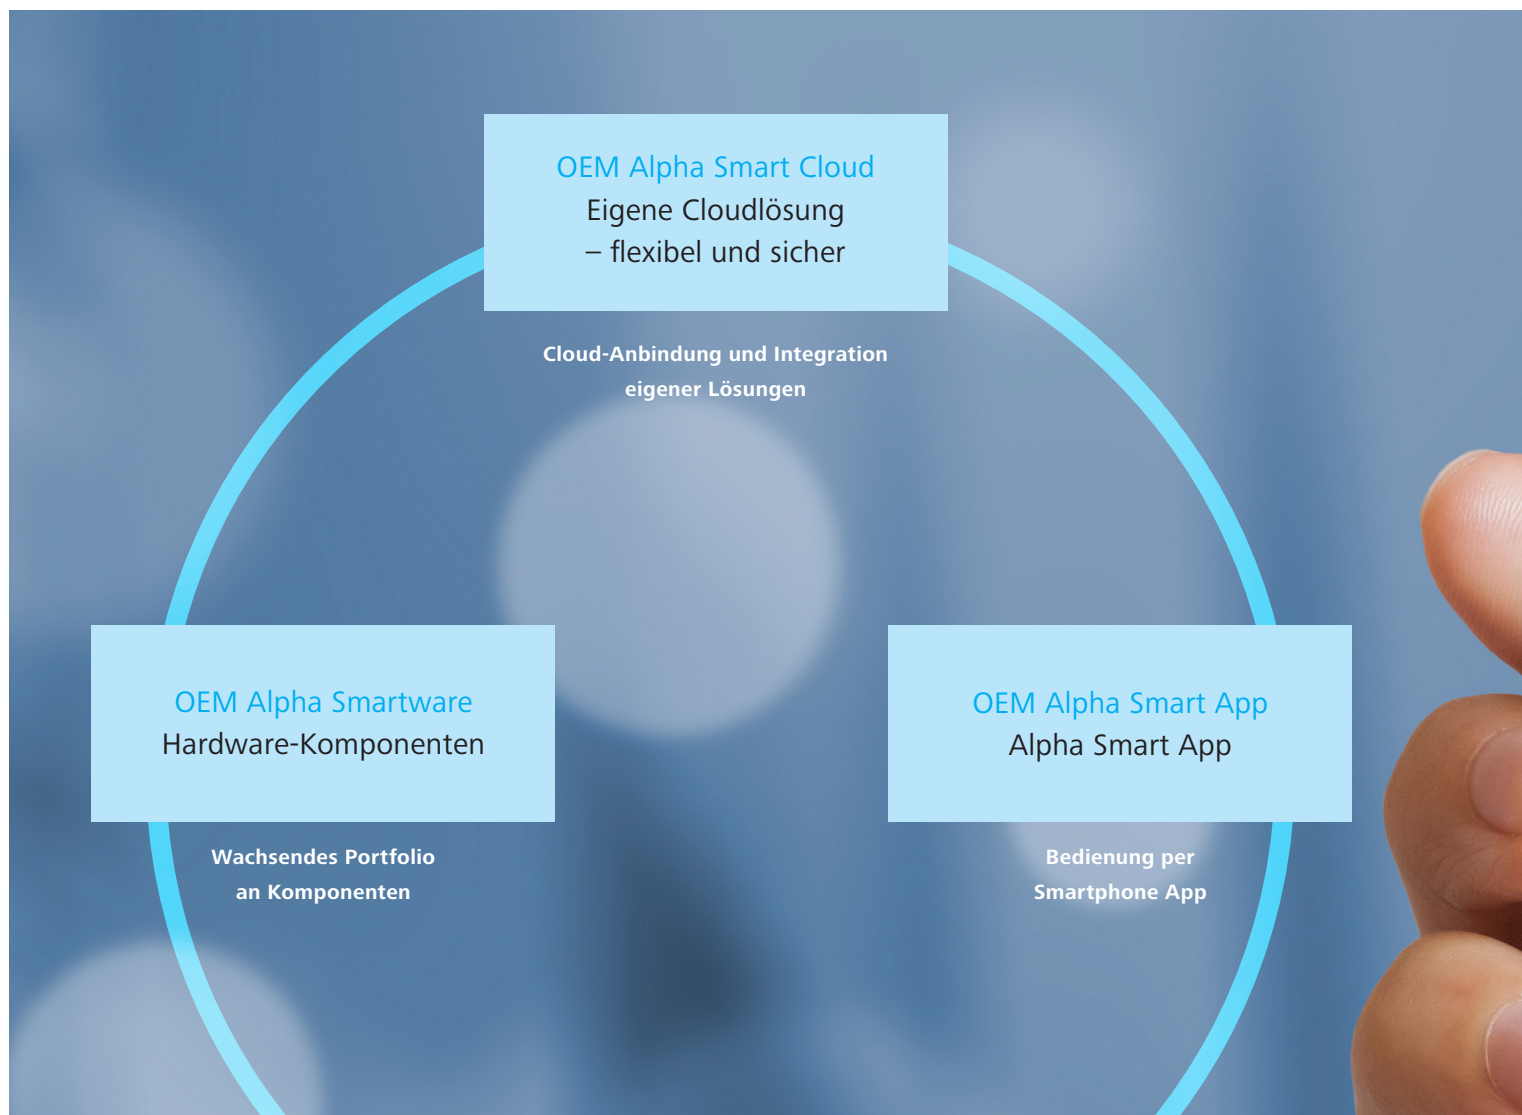 OEM Alpha Smart Cloud
Eigene Cloudlösung
– flexibel und sicher
Cloud-Anbindung und Integration
eigener Lösungen
OEM Alpha Smartware
Hardware-Komponenten
OEM Alpha Smart App
Alpha Smart App
Wachsendes Portfolio
an Komponenten
Bedienung per
Smartphone App